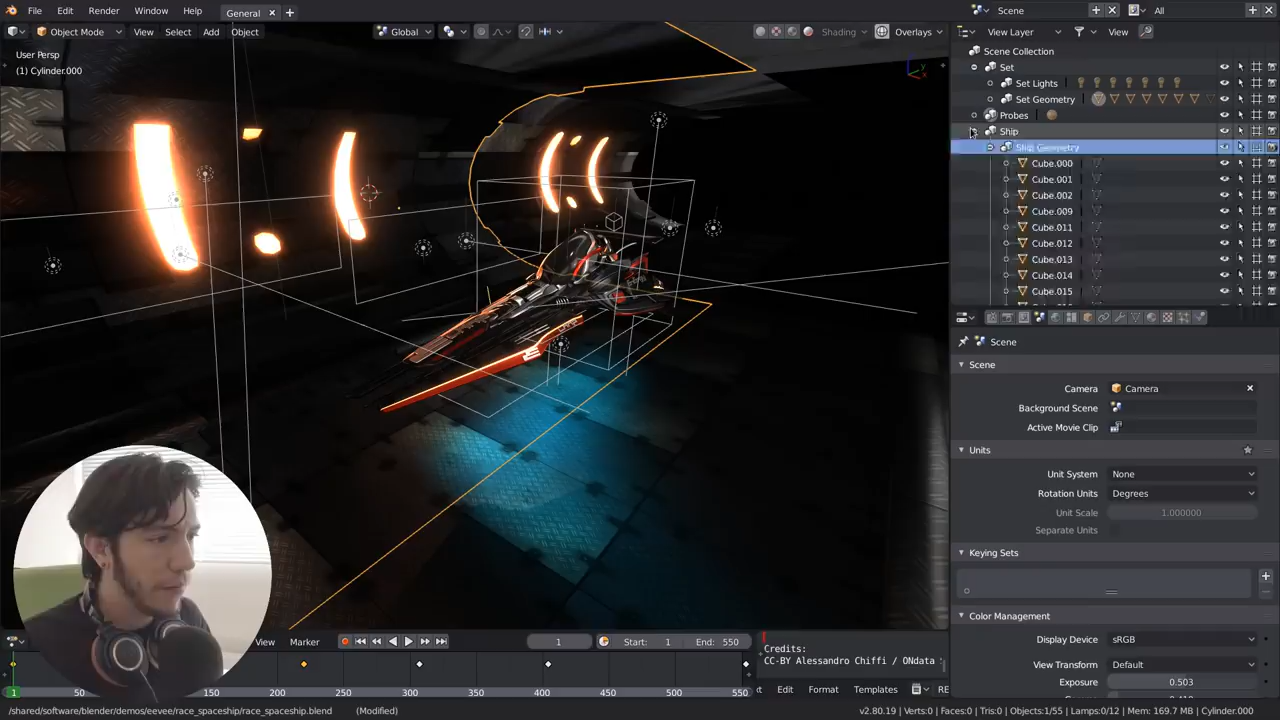 File Edit Render Window Help General Scene All
Object Mode View Select Add Object Global Shading Overlays View Layer View
User Persp
(1) Cylinder.000
Scene Collection
Set
Set Lights
Set Geometry
Probes
Ship
Ship Geometry
Cube.000
Cube.001
Cube.002
Cube.009
Cube.011
Cube.012
Cube.013
Cube.014
Cube.015
Scene
Scene
Camera Camera
Background Scene
Active Movie Clip
Units
Unit System None
Rotation Units Degrees
Unit Scale 1.000000
Separate Units
Keying Sets
Color Management
Display Device sRGB
View Transform Default
Exposure 0.503
View Marker 1 Start: 1 End: 550
Credits:
CC-BY Alessandro Chiffi / ONdata
Edit Format Templates
1 50 150 200 250 300 350 400 450 500 550
/shared/software/blender/demos/eevee/race_spaceship/race_spaceship.blend (Modified) v2.80.19 | Verts:0 | Faces:0 | Tris:0 | Objects:1/55 | Lamps:0/12 | Mem: 169.7 MB | Cylinder.000